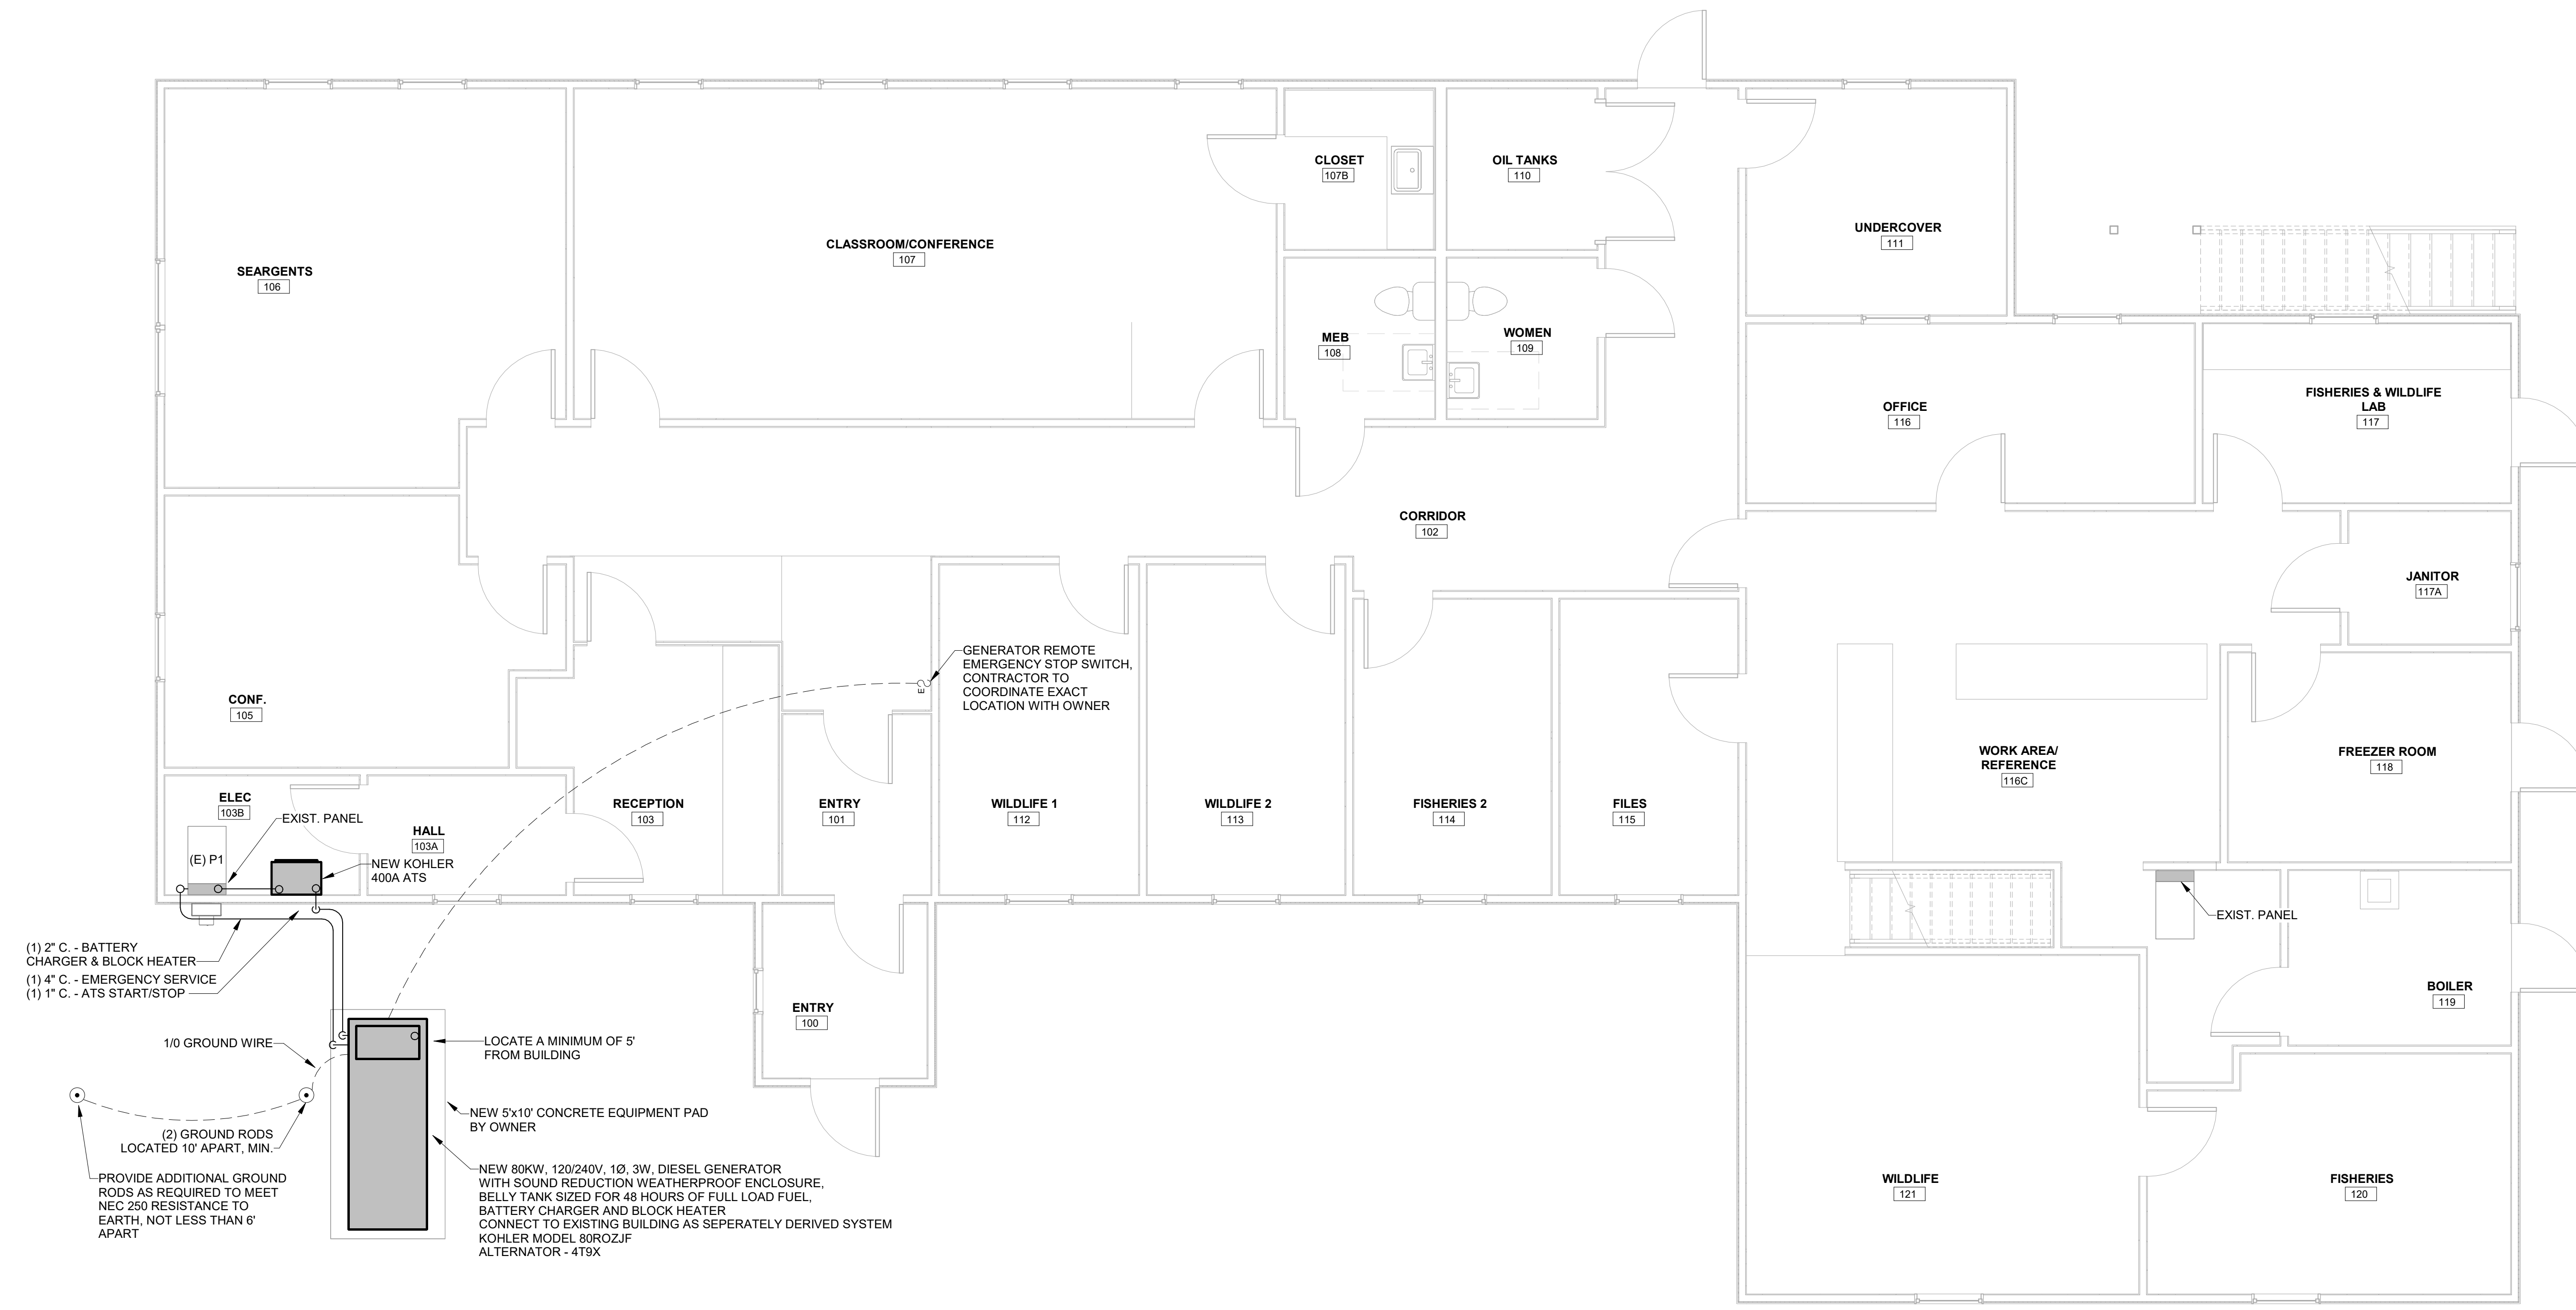 CLOSET
107B
OIL TANKS
110
UNDERCOVER
111
CLASSROOM/CONFERENCE
107
SEARGENTS
106
MEB
108
WOMEN
109
OFFICE
116
FISHERIES & WILDLIFE
LAB
117
CORRIDOR
102
JANITOR
117A
GENERATOR REMOTE
EMERGENCY STOP SWITCH,
CONTRACTOR TO
COORDINATE EXACT
LOCATION WITH OWNER
E
CONF.
105
WORK AREA/
REFERENCE
116C
FREEZER ROOM
118
ELEC
103B
EXIST. PANEL
(E) P1
HALL
103A
NEW KOHLER
400A ATS
RECEPTION
103
ENTRY
101
WILDLIFE 1
112
WILDLIFE 2
113
FISHERIES 2
114
FILES
115
EXIST. PANEL
(1) 2" C. - BATTERY
CHARGER & BLOCK HEATER
(1) 4" C. - EMERGENCY SERVICE
(1) 1" C. - ATS START/STOP
ENTRY
100
BOILER
119
1/0 GROUND WIRE
LOCATE A MINIMUM OF 5'
FROM BUILDING
NEW 5'x10' CONCRETE EQUIPMENT PAD
BY OWNER
(2) GROUND RODS
LOCATED 10' APART, MIN.
PROVIDE ADDITIONAL GROUND
RODS AS REQUIRED TO MEET
NEC 250 RESISTANCE TO
EARTH, NOT LESS THAN 6'
APART
NEW 80KW, 120/240V, 1Ø, 3W, DIESEL GENERATOR
WITH SOUND REDUCTION WEATHERPROOF ENCLOSURE,
BELLY TANK SIZED FOR 48 HOURS OF FULL LOAD FUEL,
BATTERY CHARGER AND BLOCK HEATER
CONNECT TO EXISTING BUILDING AS SEPERATELY DERIVED SYSTEM
KOHLER MODEL 80ROZJF
ALTERNATOR - 4T9X
WILDLIFE
121
FISHERIES
120